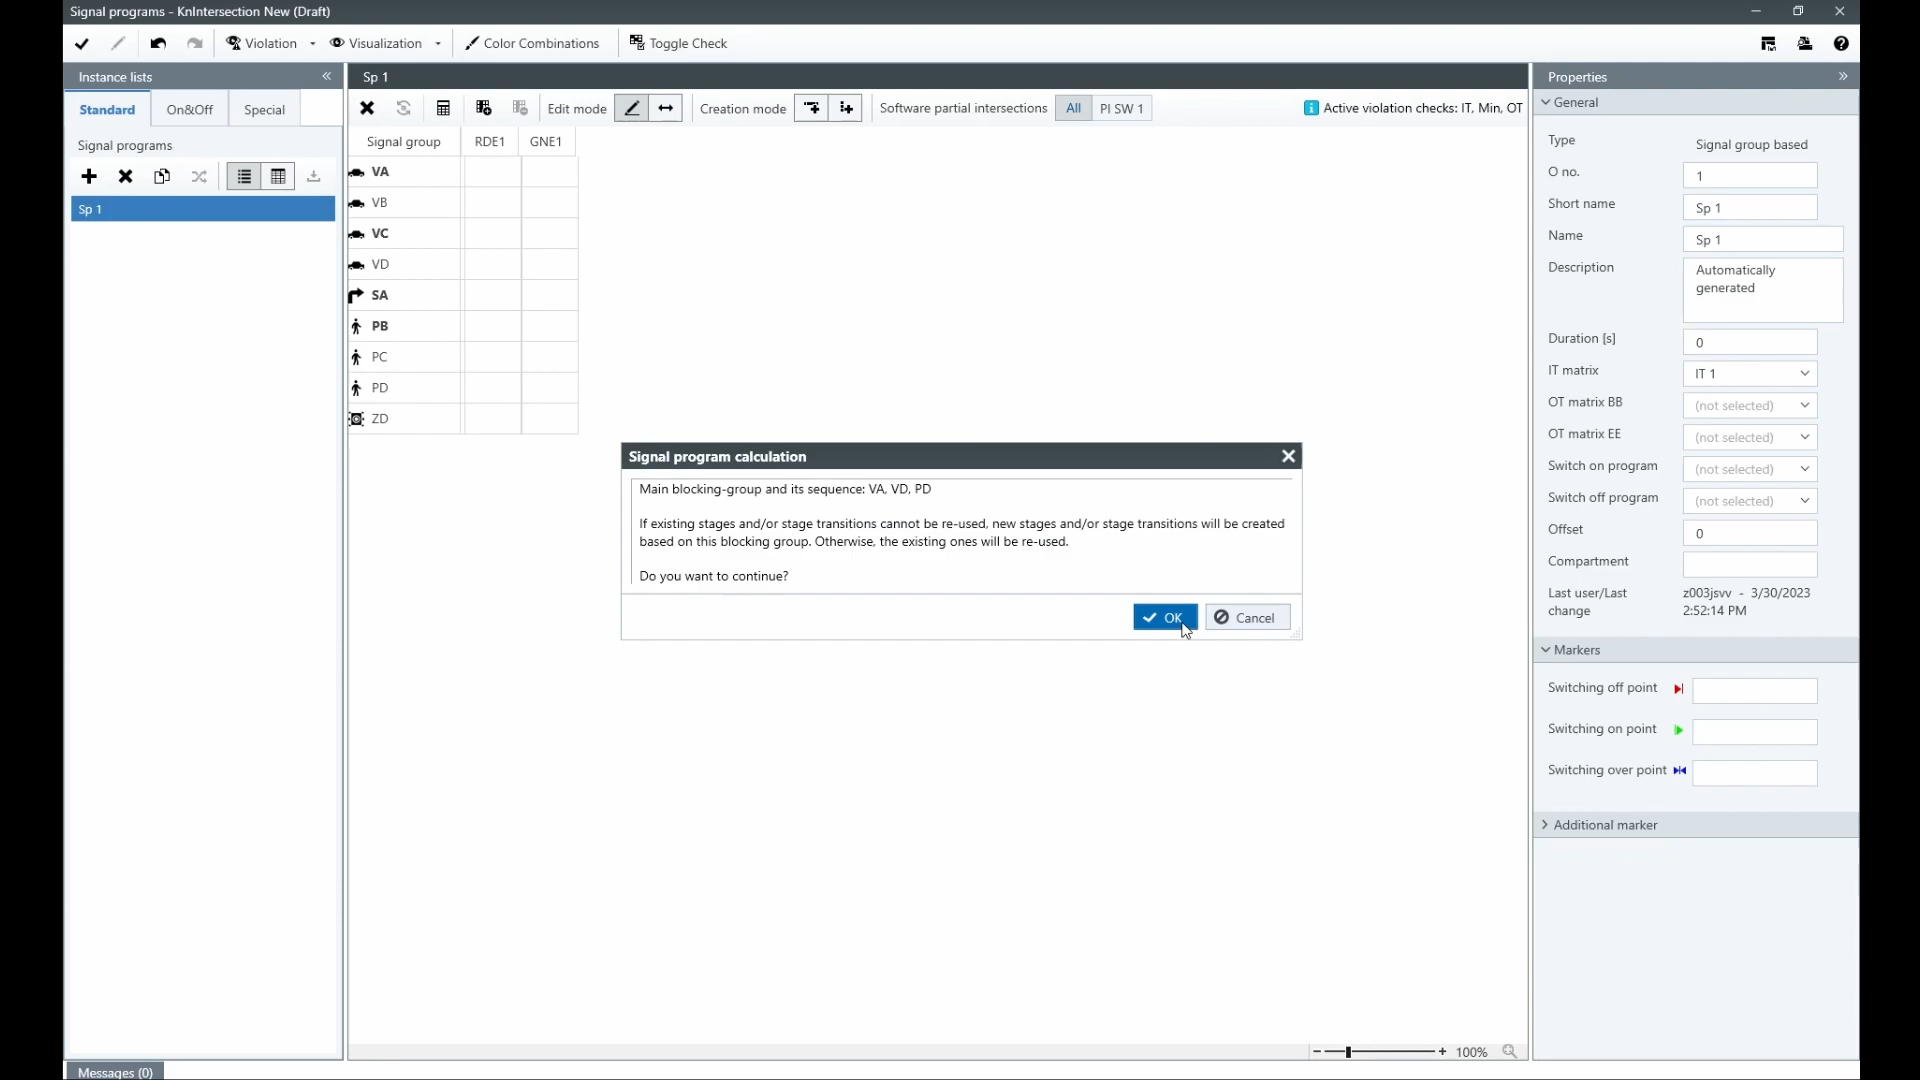 Signal programs - KnIntersection New (Draft)
Violation
Visualization
Color Combinations
Toggle Check
Instance lists
Standard
On&Off
Special
Signal programs
Sp 1
Sp 1
Edit mode
Creation mode
Software partial intersections
All
PI SW 1
Active violation checks: IT, Min, OT
Signal group RDE1 GNE1
VA
VB
VC
VD
SA
PB
PC
PD
ZD
Signal program calculation
Main blocking-group and its sequence: VA, VD, PD
If existing stages and/or stage transitions cannot be re-used, new stages and/or stage transitions will be created
based on this blocking group. Otherwise, the existing ones will be re-used.
Do you want to continue?
OK
Cancel
Properties
General
Type Signal group based
O no. 1
Short name Sp 1
Name Sp 1
Description Automatically
generated
Duration [s] 0
IT matrix IT 1
OT matrix BB (not selected)
OT matrix EE (not selected)
Switch on program (not selected)
Switch off program (not selected)
Offset 0
Compartment
Last user/Last z003jsvv - 3/30/2023
change 2:52:14 PM
Markers
Switching off point
Switching on point
Switching over point
Additional marker
100%
Messages (0)